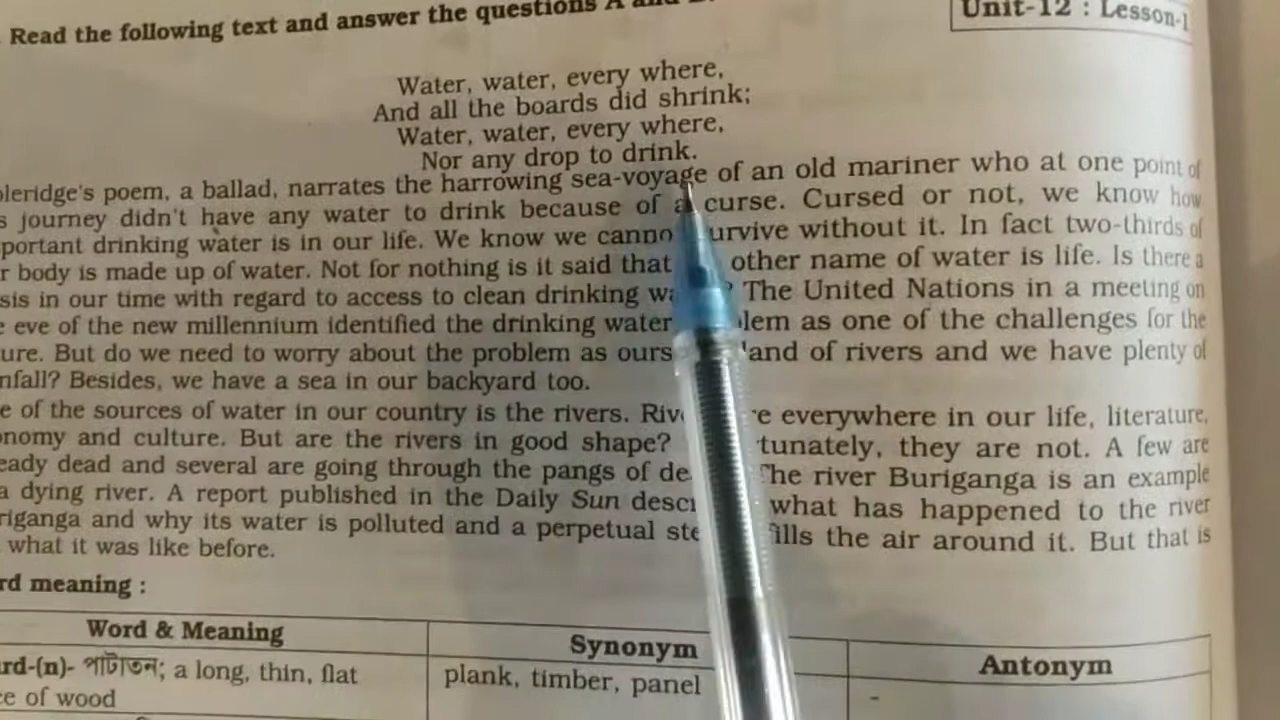 Read the following text and answer the questions A and
Unit-12 : Lesson-1
Water, water, every where,
And all the boards did shrink;
Water, water, every where,
Nor any drop to drink.
oleridge's poem, a ballad, narrates the harrowing sea-voyage of an old mariner who at one point of
s journey didn't have any water to drink because of a curse. Cursed or not, we know how
portant drinking water is in our life. We know we canno urvive without it. In fact two-thirds of
r body is made up of water. Not for nothing is it said that other name of water is life. Is there a
sis in our time with regard to access to clean drinking wa ? The United Nations in a meeting on
e eve of the new millennium identified the drinking water lem as one of the challenges for the
ure. But do we need to worry about the problem as ours land of rivers and we have plenty of
nfall? Besides, we have a sea in our backyard too.
e of the sources of water in our country is the rivers. Riv re everywhere in our life, literature,
onomy and culture. But are the rivers in good shape? tunately, they are not. A few are
eady dead and several are going through the pangs of de The river Buriganga is an example
a dying river. A report published in the Daily Sun descr what has happened to the river
riganga and why its water is polluted and a perpetual ste fills the air around it. But that is
what it was like before.
rd meaning :
Word & Meaning Synonym Antonym
ard-(n)- পাটাতন; a long, thin, flat plank, timber, panel -
ce of wood